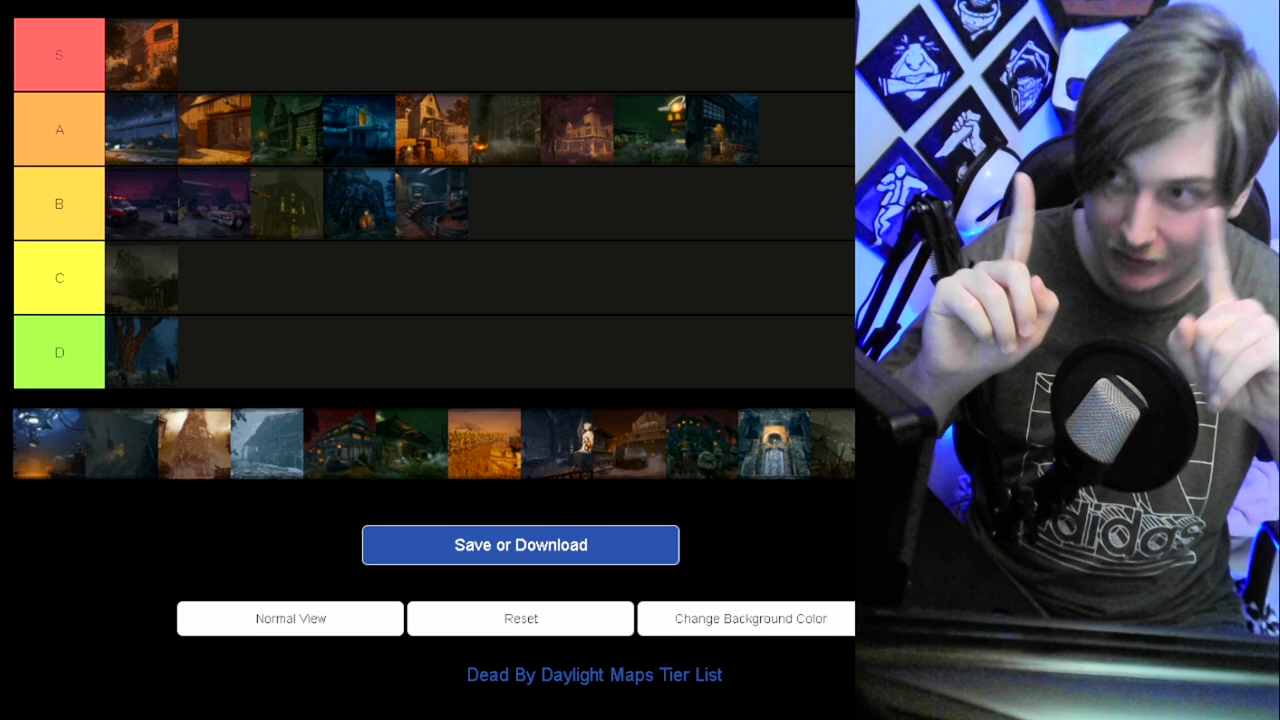 S
A
B
C
D
Save or Download
Normal View
Reset
Change Background Color
Dead By Daylight Maps Tier List
adidas